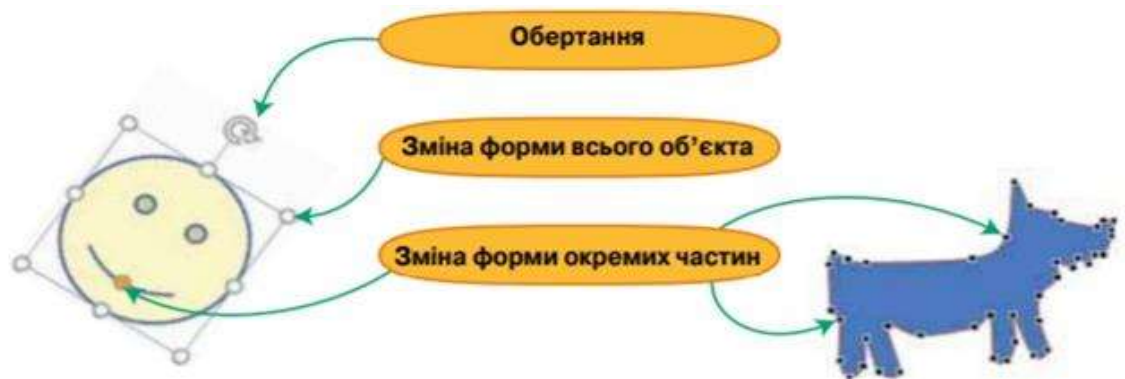 Обертання
Зміна форми всього об’єкта
Зміна форми окремих частин